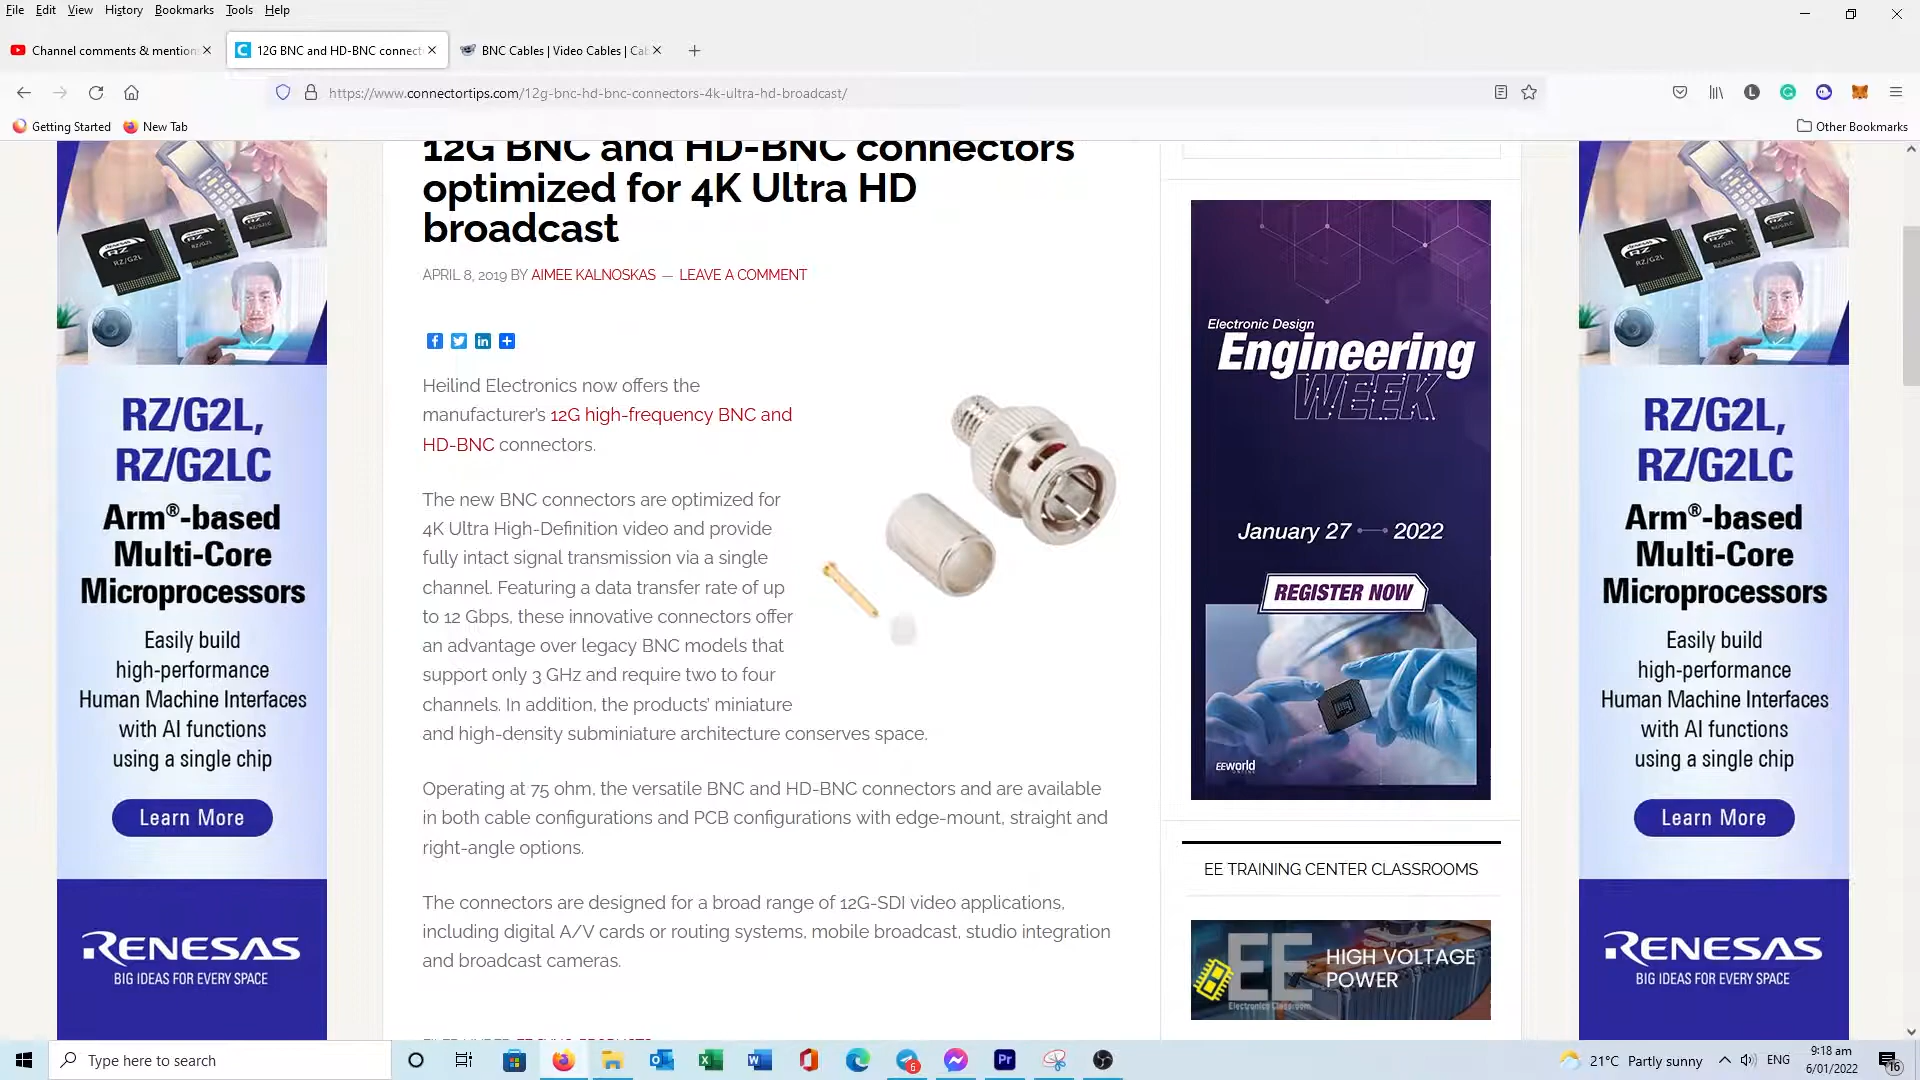 File Edit View History Bookmarks Tools Help
Channel comments & mention
12G BNC and HD-BNC connect
BNC Cables | Video Cables | Ca
https://www.connectortips.com/12g-bnc-hd-bnc-connectors-4k-ultra-hd-broadcast/
Getting Started
New Tab
Other Bookmarks
12G BNC and HD-BNC connectors
optimized for 4K Ultra HD
broadcast
APRIL 8, 2019 BY AIMEE KALNOSKAS — LEAVE A COMMENT
Heilind Electronics now offers the
manufacturer's 12G high-frequency BNC and
HD-BNC connectors.
The new BNC connectors are optimized for
4K Ultra High-Definition video and provide
fully intact signal transmission via a single
channel. Featuring a data transfer rate of up
to 12 Gbps, these innovative connectors offer
an advantage over legacy BNC models that
support only 3 GHz and require two to four
channels. In addition, the products' miniature
and high-density subminiature architecture conserves space.
Operating at 75 ohm, the versatile BNC and HD-BNC connectors and are available
in both cable configurations and PCB configurations with edge-mount, straight and
right-angle options.
The connectors are designed for a broad range of 12G-SDI video applications,
including digital A/V cards or routing systems, mobile broadcast, studio integration
and broadcast cameras.
RENESAS
RZ
RZ/G2L
RZ/G2L,
RZ/G2LC
Arm®-based
Multi-Core
Microprocessors
Easily build
high-performance
Human Machine Interfaces
with AI functions
using a single chip
Learn More
RENESAS
BIG IDEAS FOR EVERY SPACE
Electronic Design
Engineering
WEEK
January 27 2022
REGISTER NOW
EEworld
ONLINE
EE TRAINING CENTER CLASSROOMS
EE
Electronics Classroom
HIGH VOLTAGE
POWER
RENESAS
RZ
RZ/G2L
RZ/G2L,
RZ/G2LC
Arm®-based
Multi-Core
Microprocessors
Easily build
high-performance
Human Machine Interfaces
with AI functions
using a single chip
Learn More
RENESAS
BIG IDEAS FOR EVERY SPACE
Type here to search
21°C Partly sunny
ENG
9:18 am
6/01/2022
16